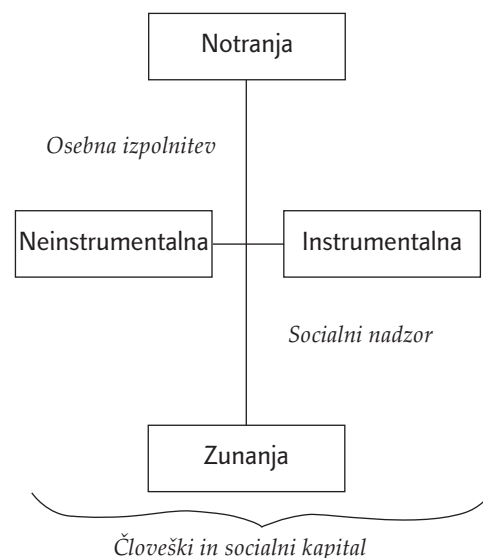 Notranja
Osebna izpolnitev
Neinstrumentalna
Instrumentalna
Socialni nadzor
Zunanja
Človeški in socialni kapital